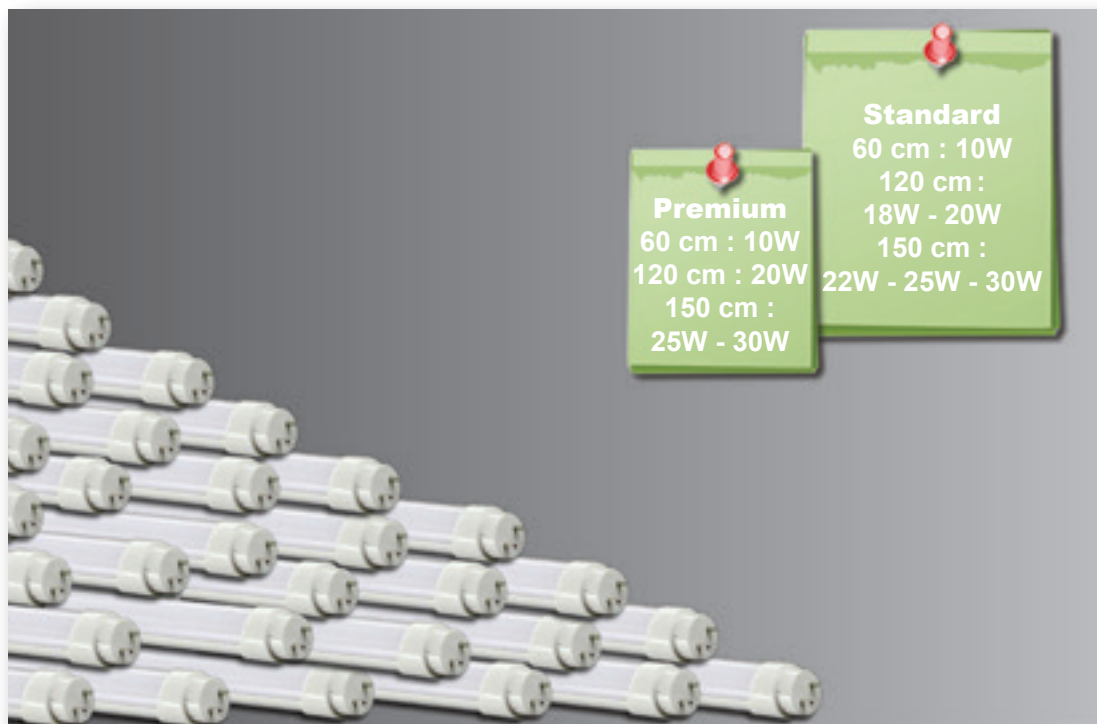 Premium
60 cm : 10W
120 cm : 20W
150 cm :
25W - 30W
Standard
60 cm : 10W
120 cm :
18W - 20W
150 cm :
22W - 25W - 30W